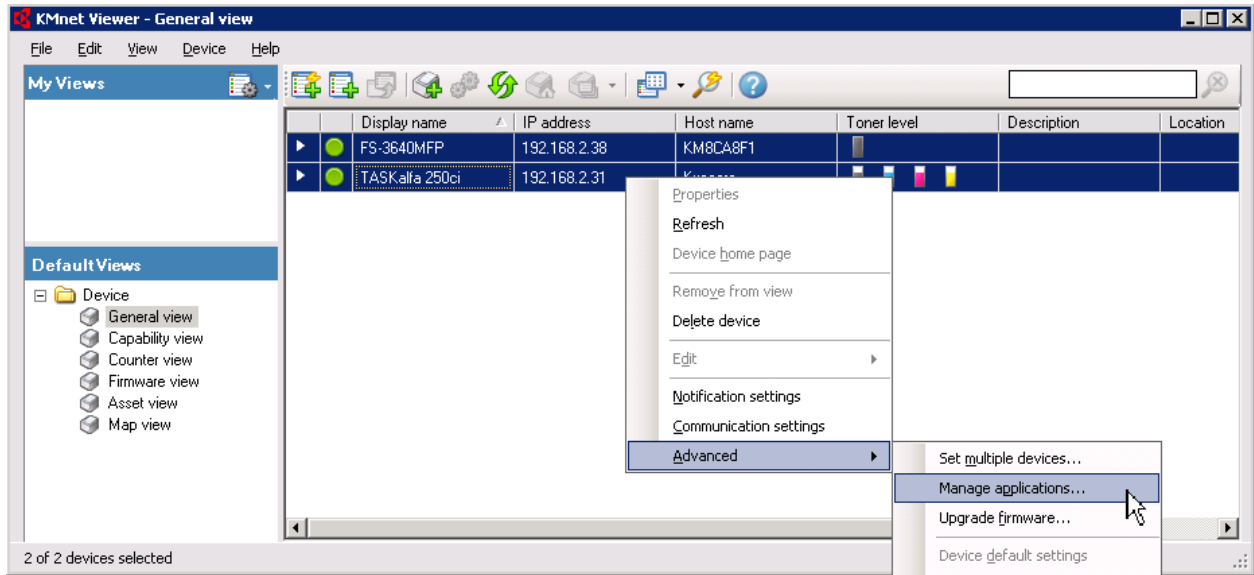 KMnet Viewer - General view
File Edit View Device Help
My Views
Display name IP address Host name Toner level Description Location
FS-3640MFP 192.168.2.38 KM8CA8F1
TASKalfa 250ci 192.168.2.31
Properties
Refresh
Device home page
Remove from view
Delete device
Edit
Notification settings
Communication settings
Advanced
Set multiple devices...
Manage applications...
Upgrade firmware...
Device default settings
Default Views
Device
General view
Capability view
Counter view
Firmware view
Asset view
Map view
2 of 2 devices selected